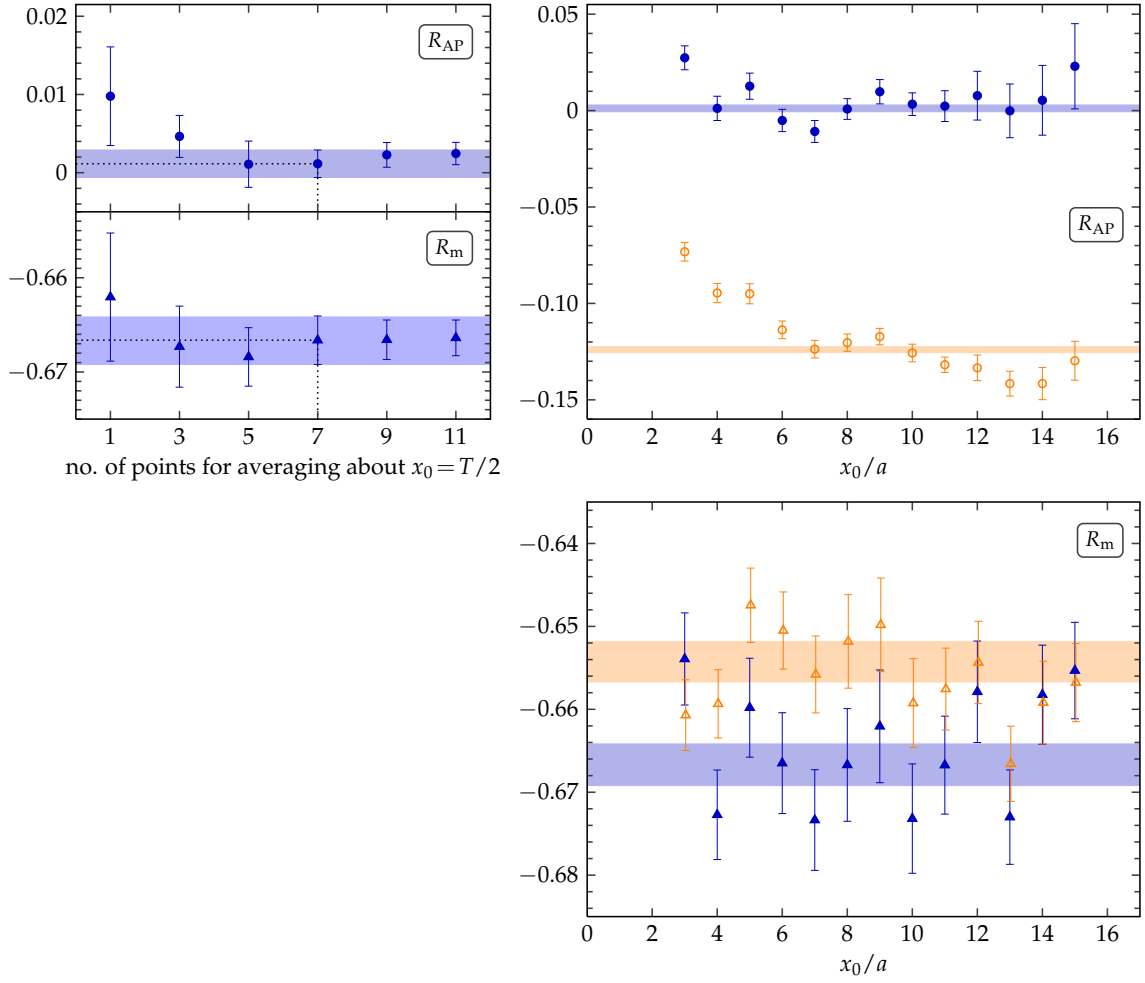 0.02
0.01
0
R_AP
−0.66
−0.67
R_m
1 3 5 7 9 11
no. of points for averaging about x_0 = T/2
0.05
0
−0.05
−0.10
−0.15
R_AP
0 2 4 6 8 10 12 14 16
x_0/a
−0.64
−0.65
−0.66
−0.67
−0.68
R_m
0 2 4 6 8 10 12 14 16
x_0/a